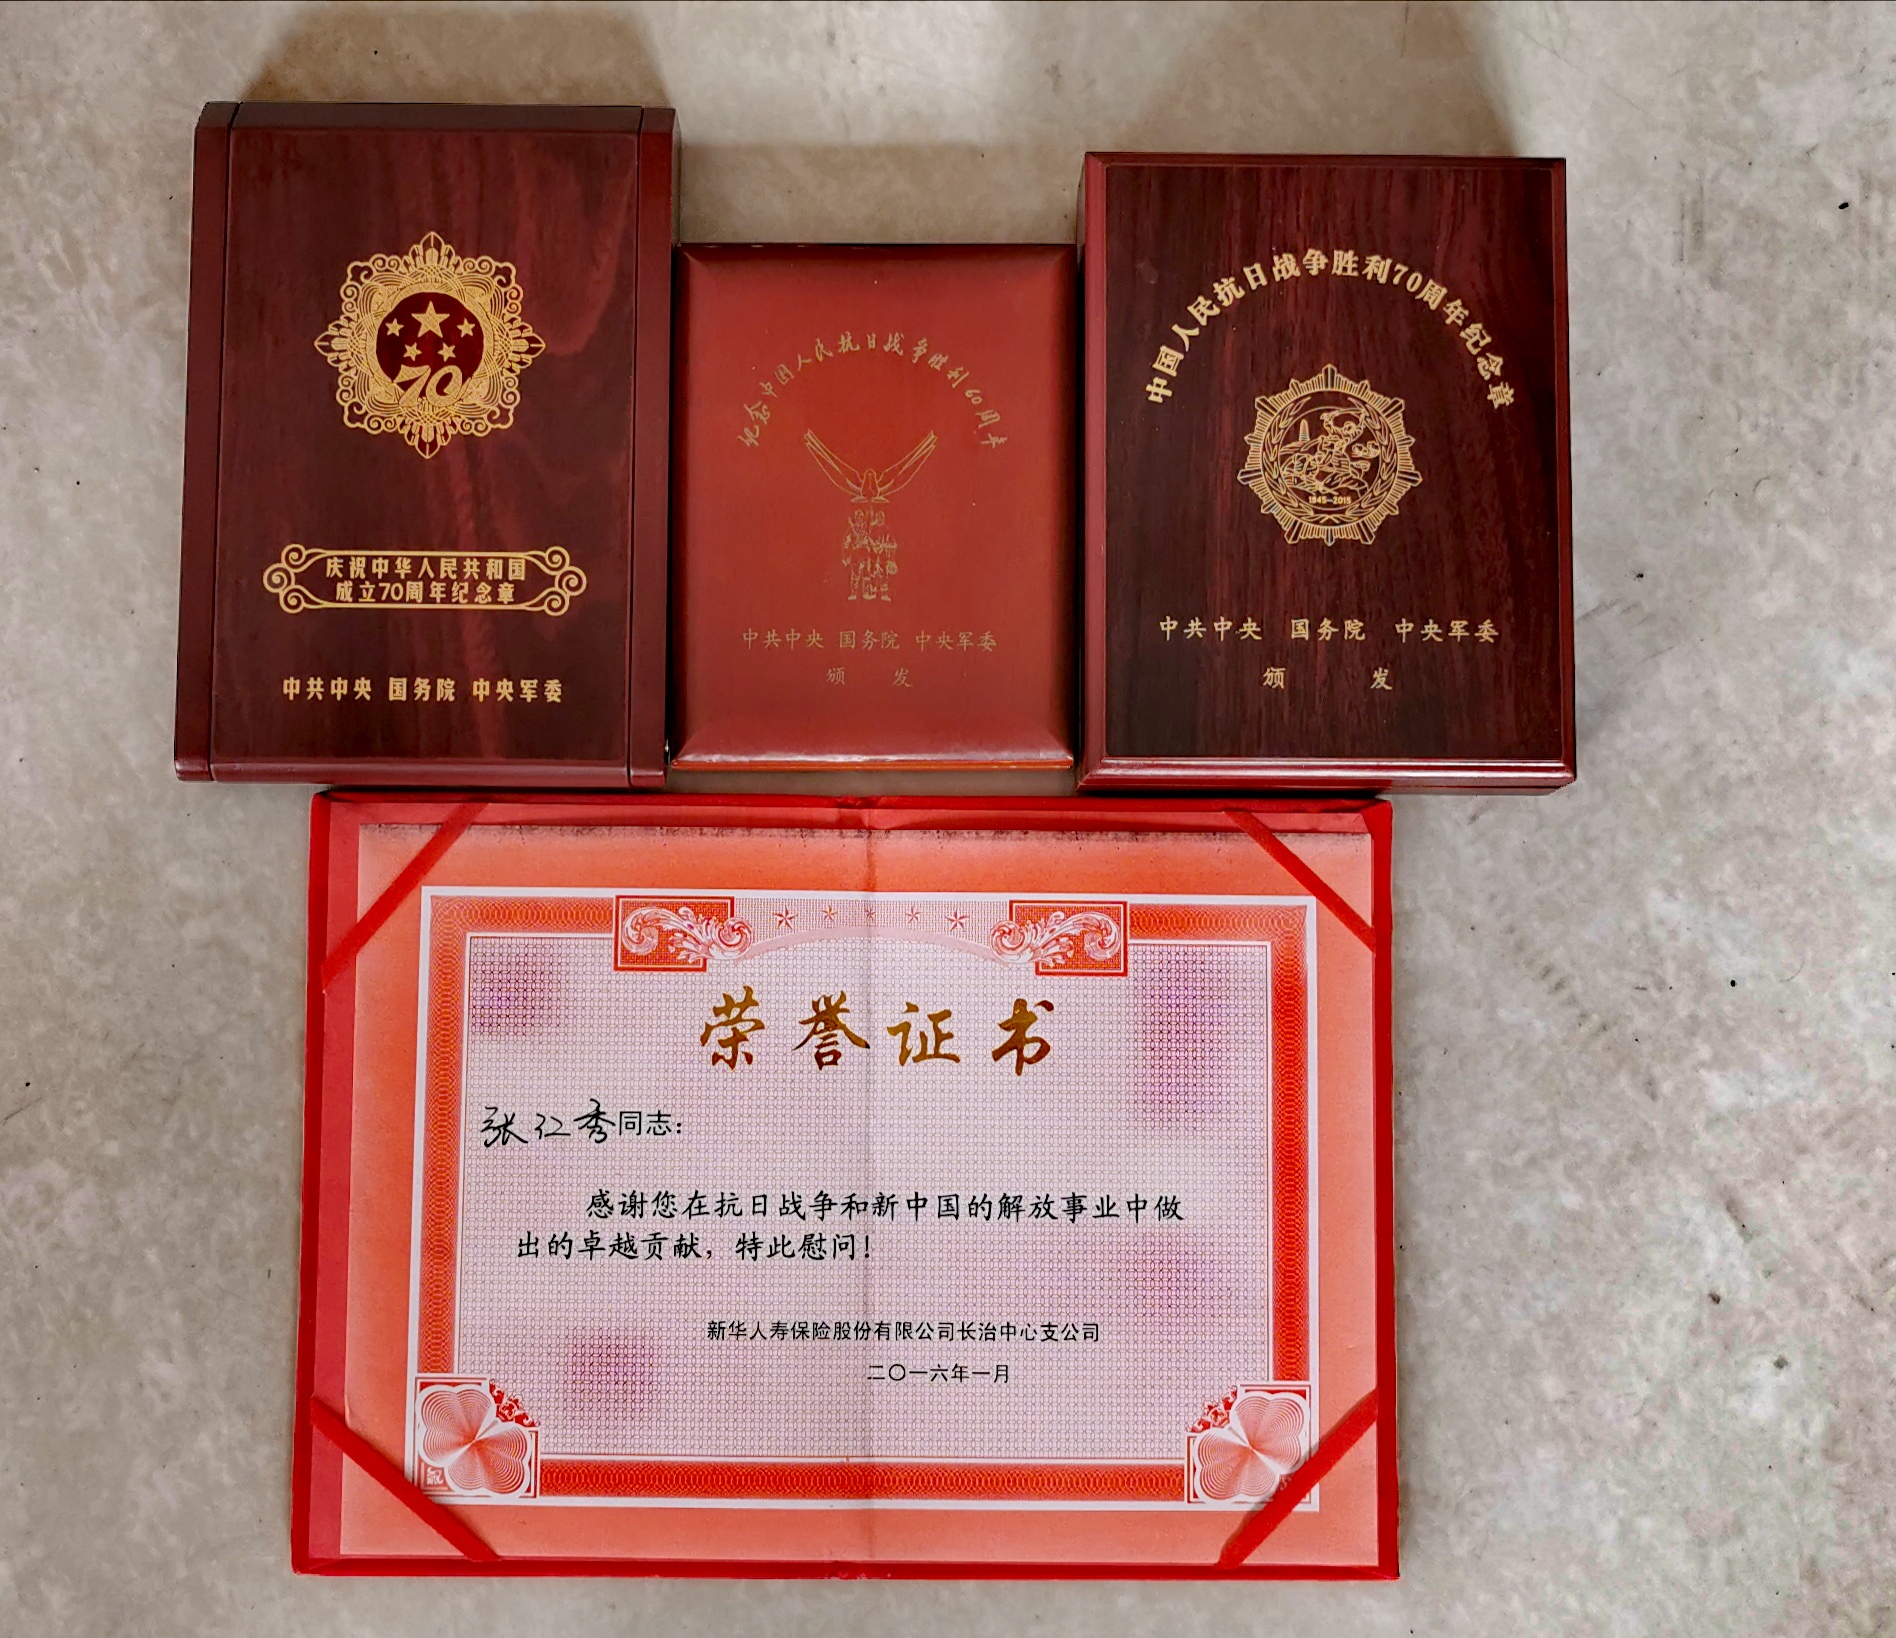 70
庆祝中华人民共和国
成立70周年纪念章
中共中央 国务院 中央军委
纪念中国人民抗日战争胜利60周年
中共中央 国务院 中央军委
颁 发
中国人民抗日战争胜利70周年纪念章
1945-2015
中共中央 国务院 中央军委
颁 发
荣誉证书
张仁秀同志:
感谢您在抗日战争和新中国的解放事业中做
出的卓越贡献,特此慰问!
新华人寿保险股份有限公司长治中心支公司
二〇一六年一月